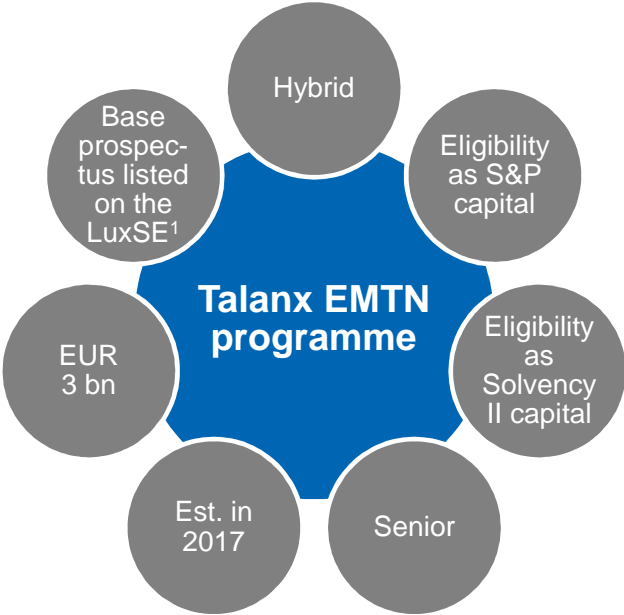 Hybrid
Base
prospec-
tus listed
on the
LuxSE¹
Eligibility
as S&P
capital
Talanx EMTN
programme
EUR
3 bn
Eligibility
as
Solvency
II capital
Est. in
2017
Senior